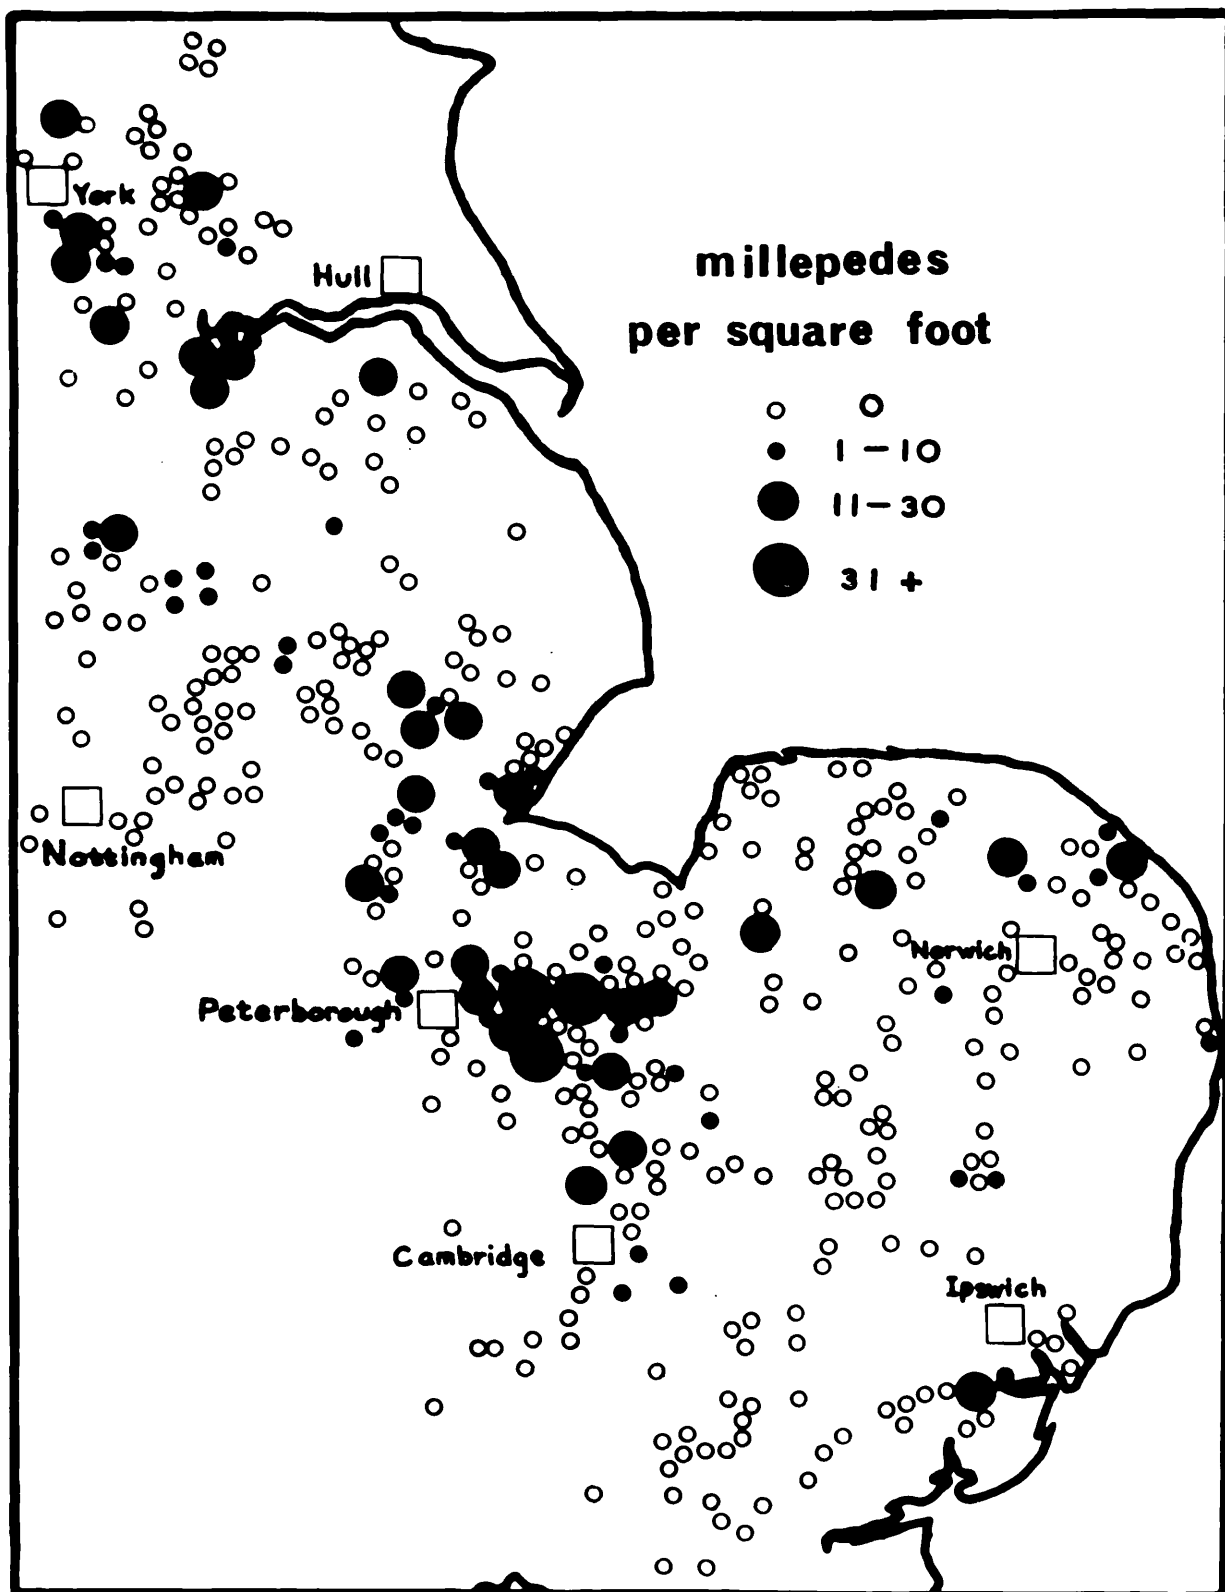 York
Hull
millepedes
per square foot
0
1-10
11-30
31 +
Nottingham
Norwich
Peterborough
Cambridge
Ipswich